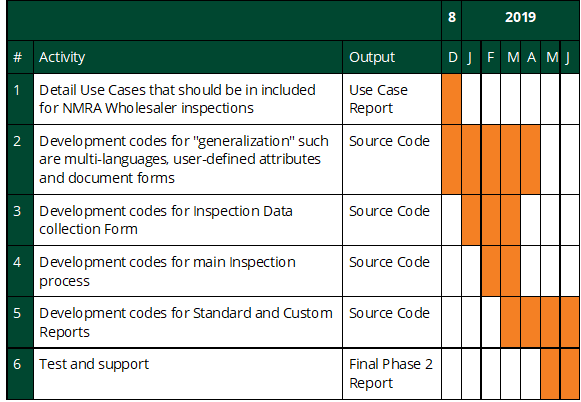 8 2019
# Activity Output D J F M A M J
1 Detail Use Cases that should be in included Use Case
for NMRA Wholesaler inspections Report
2 Development codes for "generalization" such Source Code
are multi-languages, user-defined attributes
and document forms
3 Development codes for Inspection Data Source Code
collection Form
4 Development codes for main Inspection Source Code
process
5 Development codes for Standard and Custom Source Code
Reports
6 Test and support Final Phase 2
Report